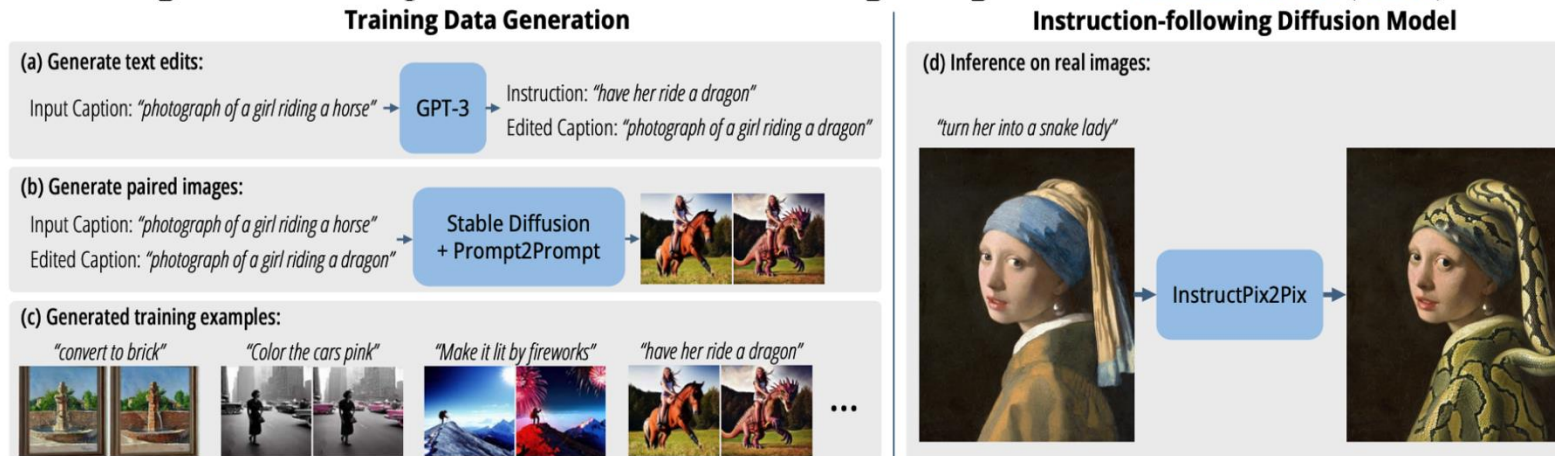 Training Data Generation
(a) Generate text edits:
Input Caption: "photograph of a girl riding a horse"
GPT-3
Instruction: "have her ride a dragon"
Edited Caption: "photograph of a girl riding a dragon"
(b) Generate paired images:
Input Caption: "photograph of a girl riding a horse"
Edited Caption: "photograph of a girl riding a dragon"
Stable Diffusion
+ Prompt2Prompt
(c) Generated training examples:
"convert to brick"
"Color the cars pink"
"Make it lit by fireworks"
"have her ride a dragon"
...
Instruction-following Diffusion Model
(d) Inference on real images:
"turn her into a snake lady"
InstructPix2Pix